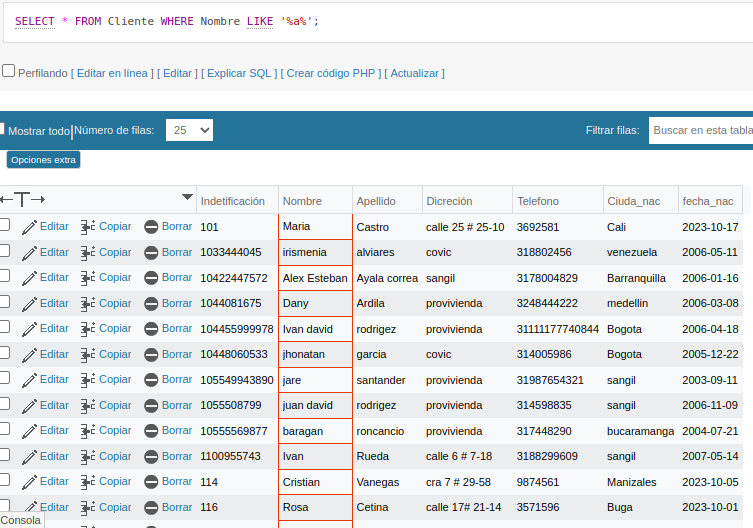 SELECT * FROM Cliente WHERE Nombre LIKE '%a%';
Perfilando [ Editar en línea ] [ Editar ] [ Explicar SQL ] [ Crear código PHP ] [ Actualizar ]
Mostrar todo Número de filas: 25 Filtrar filas: Buscar en esta tabla
Opciones extra
Indetificación Nombre Apellido Dicreción Telefono Ciuda_nac fecha_nac
Editar Copiar Borrar 101 Maria Castro calle 25 # 25-10 3692581 Cali 2023-10-17
Editar Copiar Borrar 1033444045 irismenia alviares covic 318802456 venezuela 2006-05-11
Editar Copiar Borrar 10422447572 Alex Esteban Ayala correa sangil 3178004829 Barranquilla 2006-01-16
Editar Copiar Borrar 1044081675 Dany Ardila provivienda 3248444222 medellin 2006-03-08
Editar Copiar Borrar 104455999978 Ivan david rodrigez provivienda 31111177740844 Bogota 2006-04-18
Editar Copiar Borrar 10448060533 jhonatan garcia covic 314005986 Bogota 2005-12-22
Editar Copiar Borrar 105549943890 jare santander provivienda 31987654321 sangil 2003-09-11
Editar Copiar Borrar 1055508799 juan david rodrigez provivienda 314598835 sangil 2006-11-09
Editar Copiar Borrar 10555569877 baragan roncancio provivienda 317448290 bucaramanga 2004-07-21
Editar Copiar Borrar 1100955743 Ivan Rueda calle 6 # 7-18 3188299609 sangil 2007-05-14
Editar Copiar Borrar 114 Cristian Vanegas cra 7 # 29-58 9874561 Manizales 2023-10-05
Editar Copiar Borrar 116 Rosa Cetina calle 17# 21-14 3571596 Buga 2023-10-01
Consola